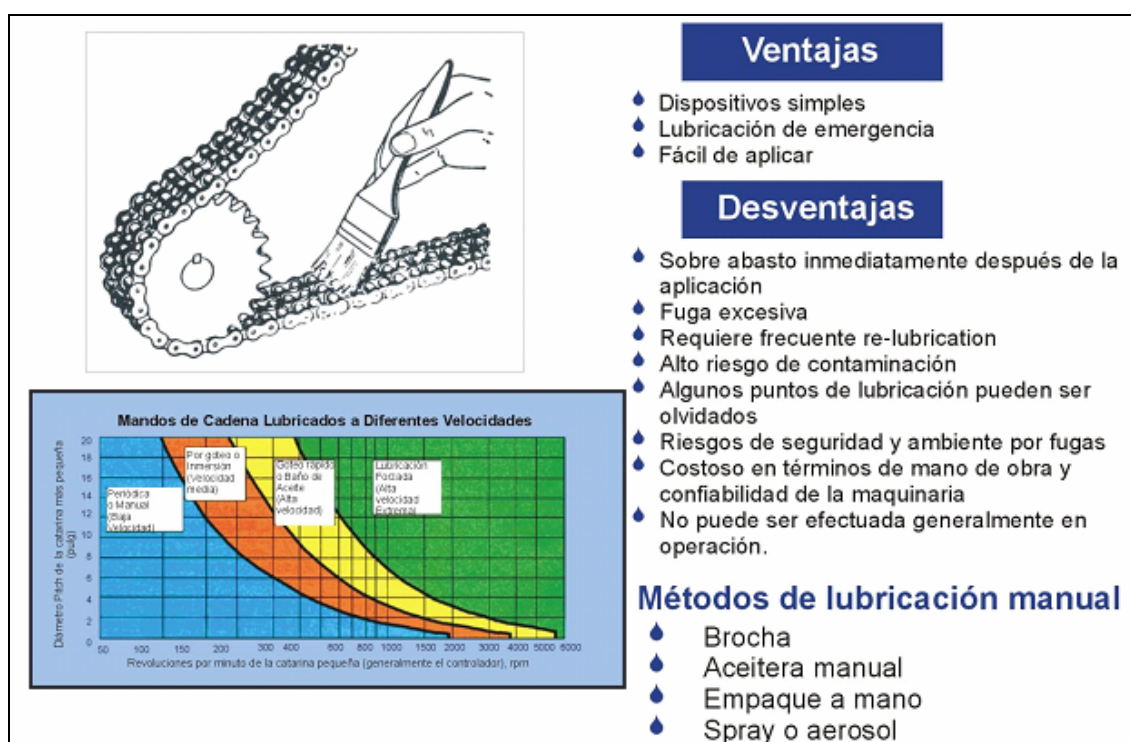 Ventajas
Dispositivos simples
Lubricación de emergencia
Fácil de aplicar
Desventajas
Sobre abasto inmediatamente después de la
aplicación
Fuga excesiva
Requiere frecuente re-lubrication
Alto riesgo de contaminación
Algunos puntos de lubricación pueden ser
olvidados
Riesgos de seguridad y ambiente por fugas
Costoso en términos de mano de obra y
confiabilidad de la maquinaria
No puede ser efectuada generalmente en
operación.
Métodos de lubricación manual
Brocha
Aceitera manual
Empaque a mano
Spray o aerosol
Mandos de Cadena Lubricados a Diferentes Velocidades
Diámetro Pitch de la catarina más pequeña
(pulg)
20
18
16
14
12
10
8
6
4
2
0
Periódica
o Manual
(Baja
Velocidad)
Por goteo o
Inmersión
(Velocidad
media)
Goteo rápido
o Baño de
Aceite
(Alta
velocidad)
Lubricación
Forzada
(Alta
velocidad
Extrema)
50 100 150 200 300 400 600 800 1000 1500 2000 3000 4000 5000 6000
Revoluciones por minuto de la catarina pequeña (generalmente el controlador), rpm